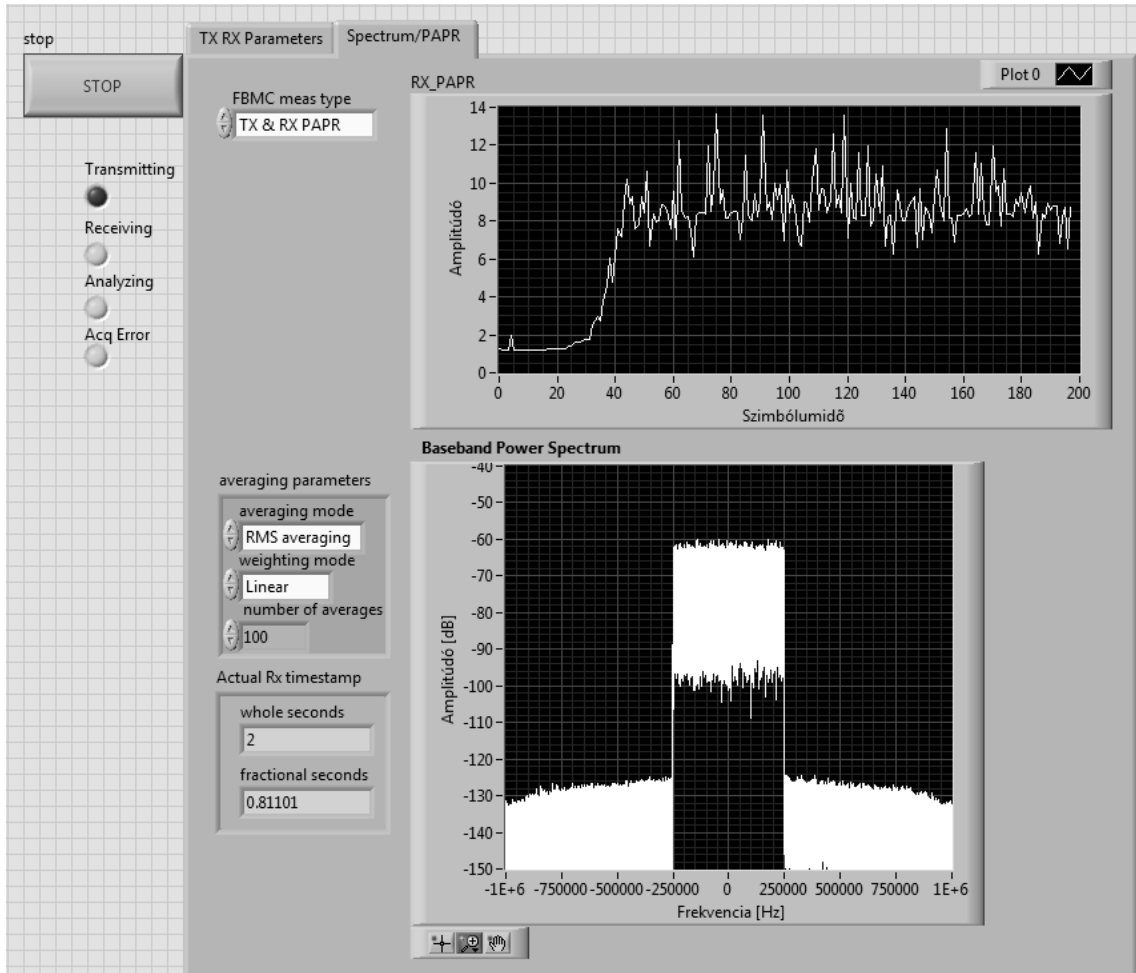 stop
STOP
TX RX Parameters
Spectrum/PAPR
Transmitting
Receiving
Analyzing
Acq Error
FBMC meas type
TX & RX PAPR
RX_PAPR
Plot 0
Amplitúdó
14
12
10
8
6
4
2
0
0 20 40 60 80 100 120 140 160 180 200
Szimbólumidõ
averaging parameters
averaging mode
RMS averaging
weighting mode
Linear
number of averages
100
Actual Rx timestamp
whole seconds
2
fractional seconds
0.81101
Baseband Power Spectrum
Amplitúdó [dB]
-40
-50
-60
-70
-80
-90
-100
-110
-120
-130
-140
-150
-1E+6 -750000 -500000 -250000 0 250000 500000 750000 1E+6
Frekvencia [Hz]